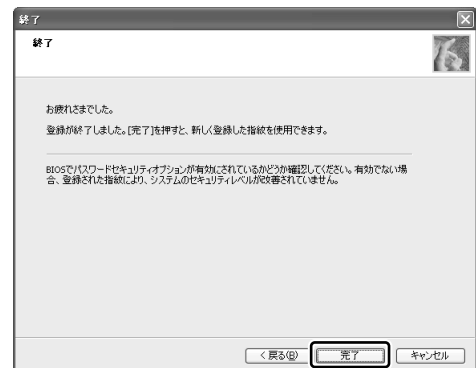 終了
終了
お疲れさまでした。
登録が終了しました。[完了]を押すと、新しく登録した指紋を使用できます。
BIOSでパスワードセキュリティオプションが有効にされているかどうか確認してください。有効でない場
合、登録された指紋により、システムのセキュリティレベルが改善されていません。
< 戻る(B)
完了
キャンセル